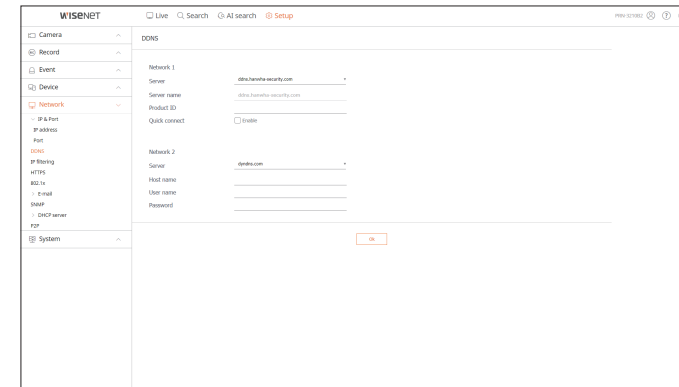 WISENET
Live Search AI search Setup
PRN-3210B2
Camera
Record
Event
Device
Network
IP & Port
IP address
Port
DDNS
IP filtering
HTTPS
802.1x
E-mail
SNMP
DHCP server
P2P
System
DDNS
Network 1
Server ddns.hanwha-security.com
Server name ddns.hanwha-security.com
Product ID
Quick connect Enable
Network 2
Server dyndns.com
Host name
User name
Password
OK